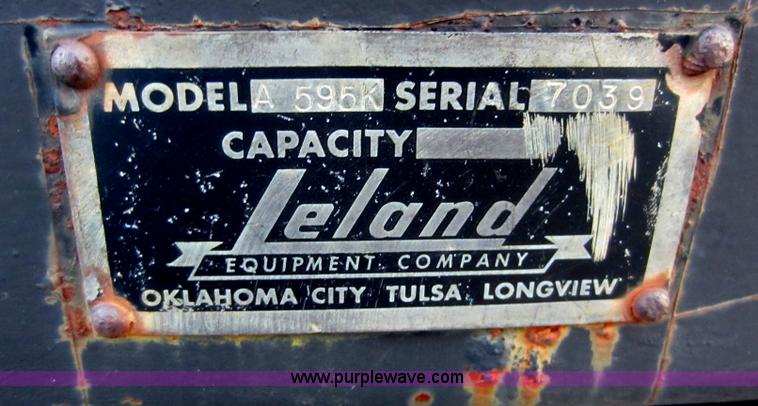 MODEL A 595K SERIAL 7039
CAPACITY
Leland
EQUIPMENT COMPANY
OKLAHOMA CITY TULSA LONGVIEW
www.purplewave.com